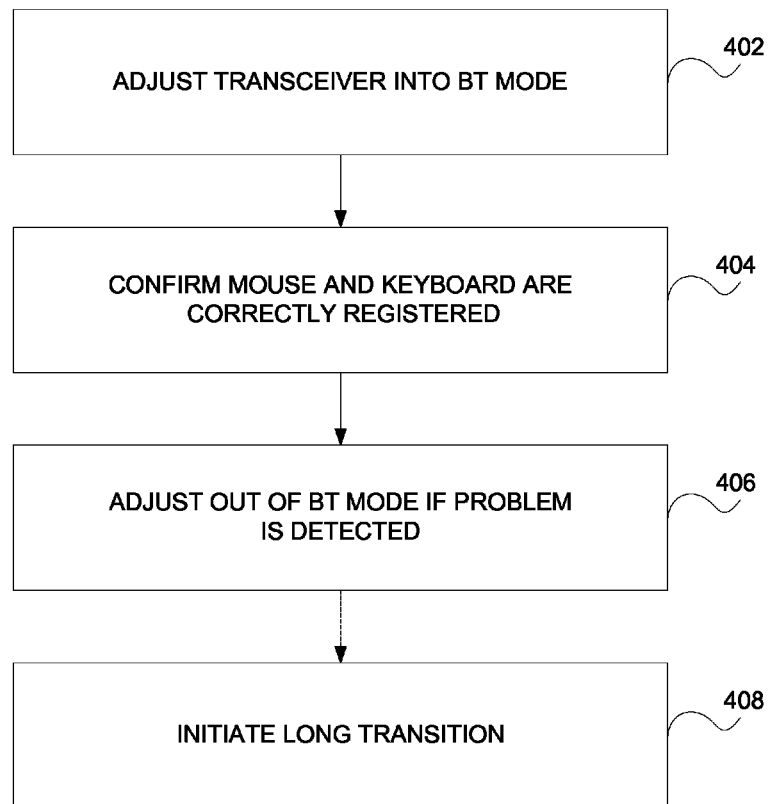 402
ADJUST TRANSCEIVER INTO BT MODE
404
CONFIRM MOUSE AND KEYBOARD ARE
CORRECTLY REGISTERED
406
ADJUST OUT OF BT MODE IF PROBLEM
IS DETECTED
408
INITIATE LONG TRANSITION